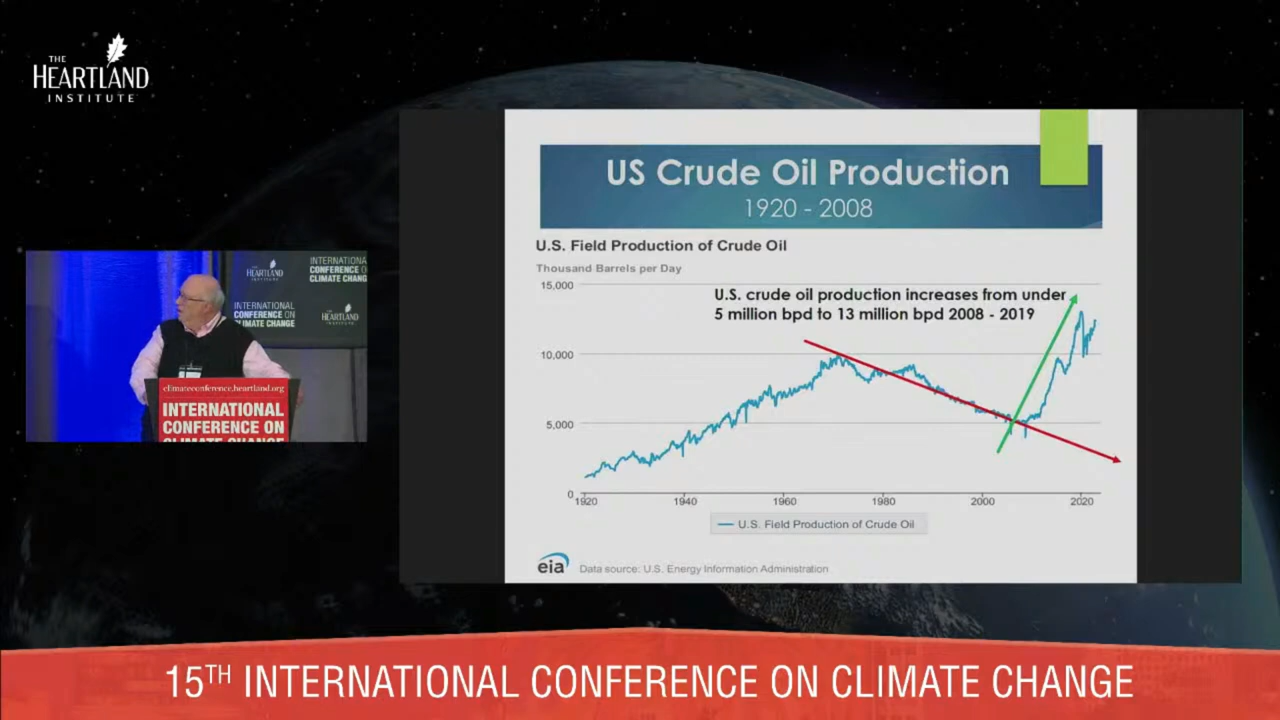 THE
HEARTLAND
INSTITUTE
US Crude Oil Production
1920 - 2008
U.S. Field Production of Crude Oil
Thousand Barrels per Day
15,000
U.S. crude oil production increases from under
5 million bpd to 13 million bpd 2008 - 2019
10,000
5,000
0
1920
1940
1960
1980
2000
2020
U.S. Field Production of Crude Oil
eia
Data source: U.S. Energy Information Administration
HEARTLAND
INSTITUTE
INTERNATIONAL
CONFERENCE O
CLIMATE CHANG
INTERNATIONAL
CONFERENCE ON
CLIMATE CHANGE
HEARTLAND
INSTITUTE
climateconference.heartland.org
INTERNATIONAL
CONFERENCE ON
CLIMATE CHANGE
15TH INTERNATIONAL CONFERENCE ON CLIMATE CHANGE